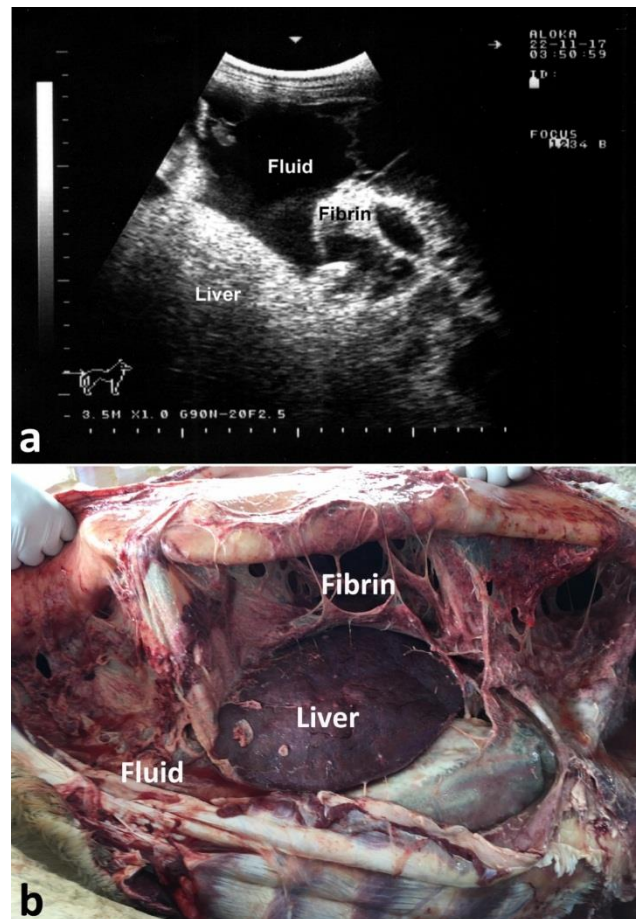 ALOKA
22-11-17
03:50:59
ID:
FOCUS
1234 B
Fluid
Fibrin
Liver
3.5M X1.0 G90N-20F2.5
a
Fibrin
Liver
Fluid
b